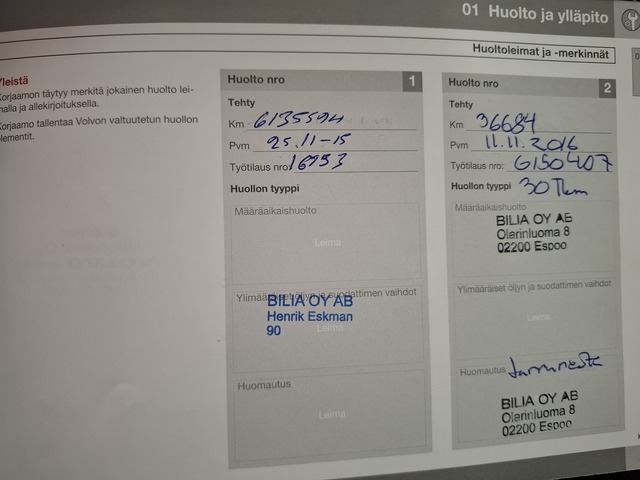 01 Huolto ja ylläpito
Huoltoleimat ja -merkinnät
Yleistä
Korjaamon täytyy merkitä jokainen huolto lei-
malla ja allekirjoituksella.
Korjaamo tallentaa Volvon valtuutetun huollon
elementit.
Huolto nro 1
Tehty
Km 6135594
Pvm 25.11-15
Työtilaus nro: 16953
Huollon tyyppi
Määräaikaishuolto
Leima
Ylimääräiset öljyn ja suodattimen vaihdot
BILIA OY AB
Henrik Eskman
Leima
90
Huomautus
Leima
Huolto nro 2
Tehty
Km 36684
Pvm 11.11.2016
Työtilaus nro: 6150407
Huollon tyyppi 30 Tkm
Määräaikaishuolto
BILIA OY AB
Olarinluoma 8
02200 Espoo
Ylimääräiset öljyn ja suodattimen vaihdot
Leima
Huomautus
BILIA OY AB
Olarinluoma 8
02200 Espoo